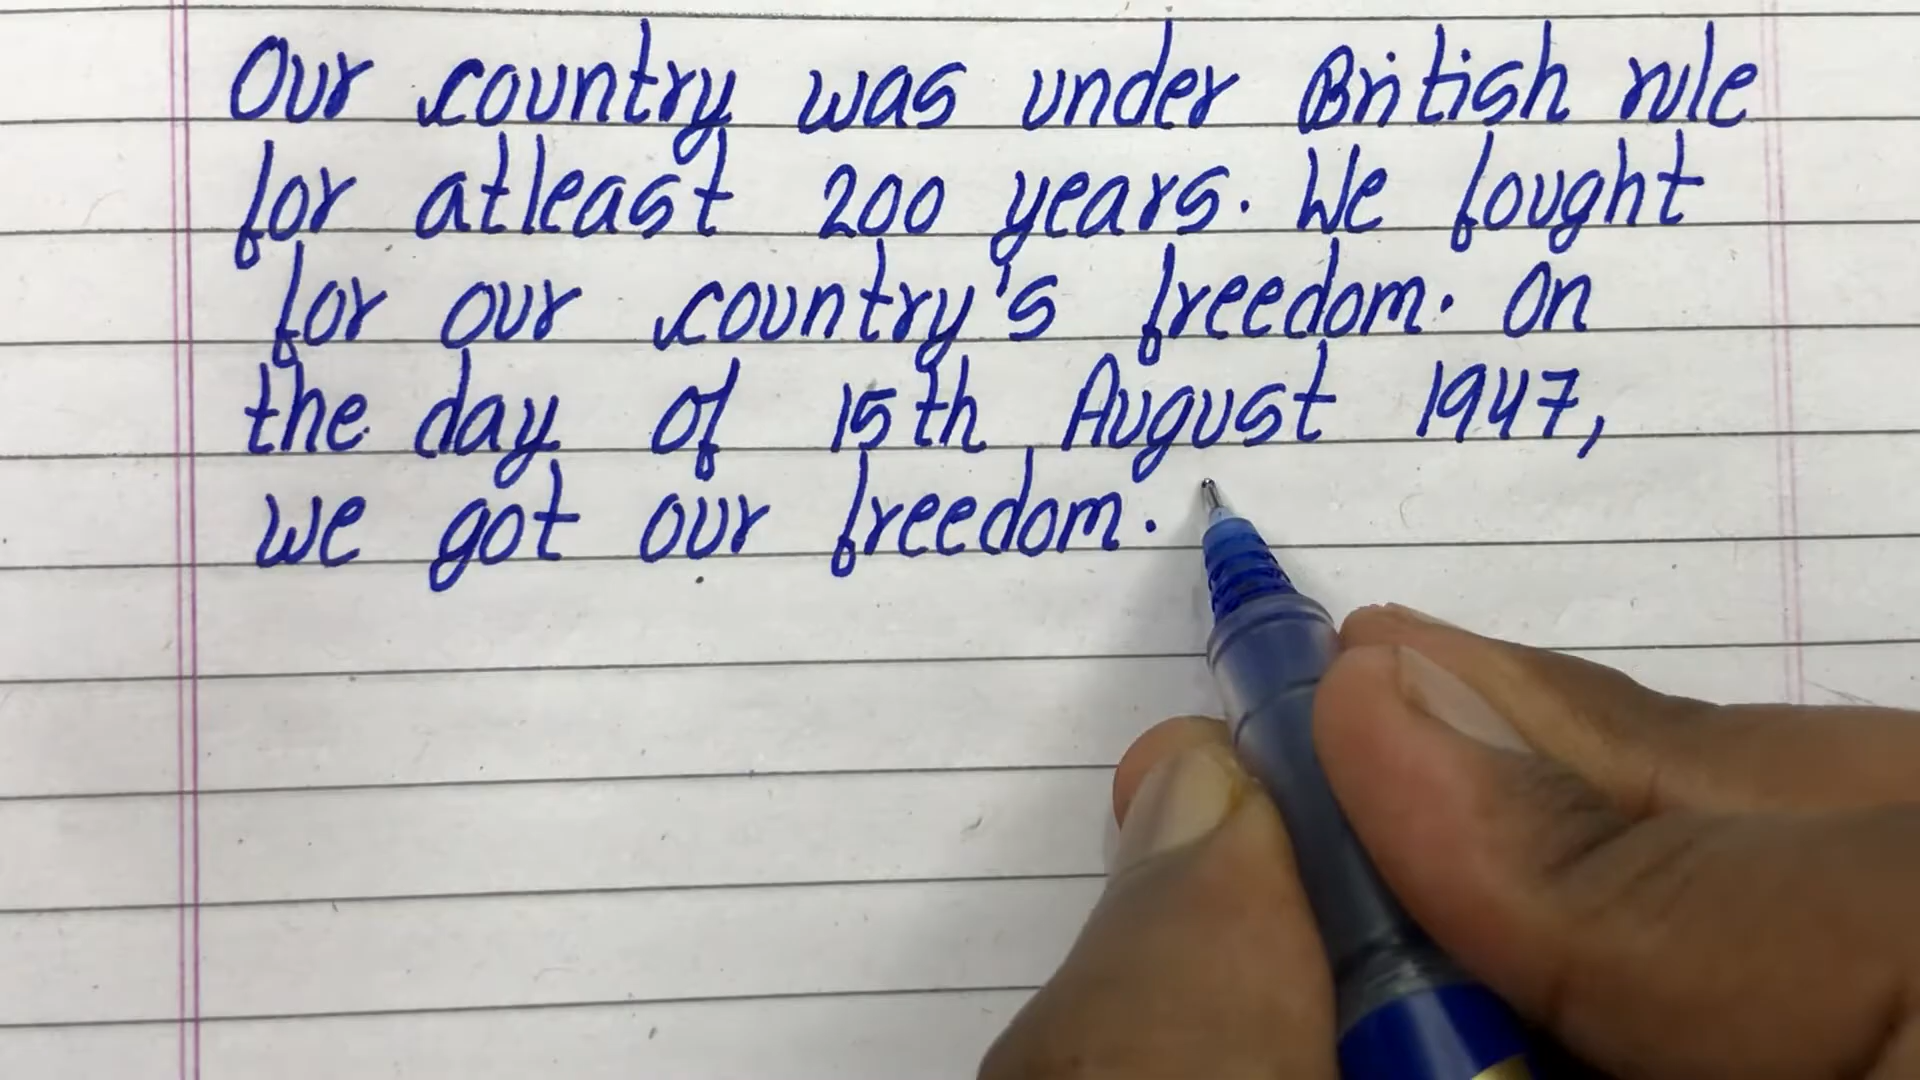 Our country was under British rule
for atleast 200 years. We fought
for our country's freedom. On
the day of 15th August 1947,
we got our freedom.